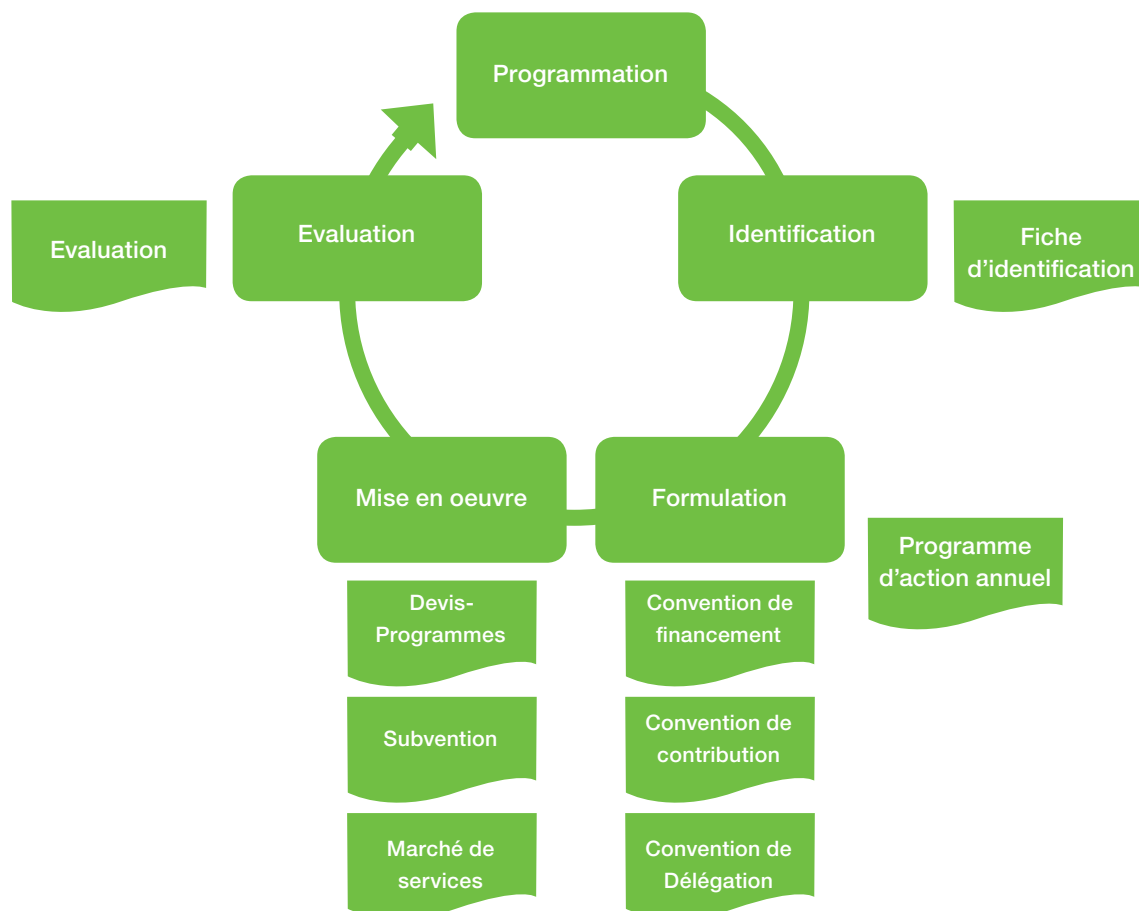 Programmation
Evaluation
Evaluation
Identification
Fiche
d’identification
Mise en oeuvre
Formulation
Programme
d’action annuel
Devis-
Programmes
Convention de
financement
Subvention
Convention de
contribution
Marché de
services
Convention de
Délégation